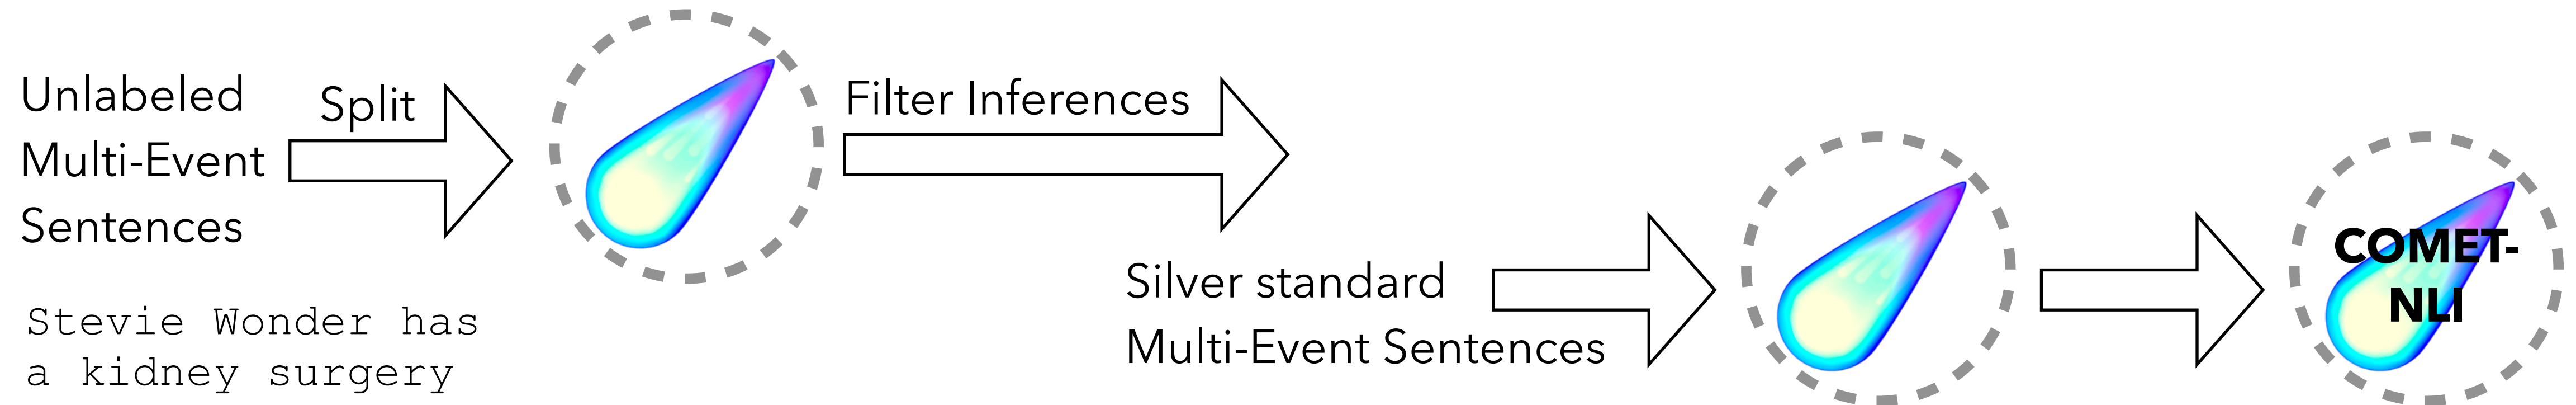 Unlabeled
Multi-Event
Sentences
Split
Filter Inferences
Stevie Wonder has
a kidney surgery
Silver standard
Multi-Event Sentences
COMET-
NLI